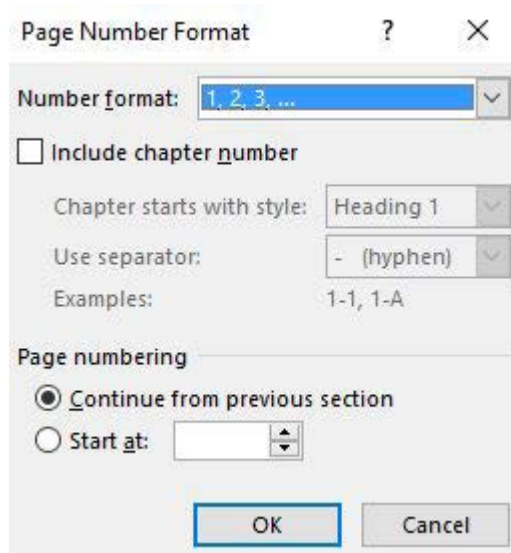 Page Number Format ? ×
Number format: 1, 2, 3, ...
Include chapter number
Chapter starts with style: Heading 1
Use separator: - (hyphen)
Examples: 1-1, 1-A
Page numbering
Continue from previous section
Start at:
OK Cancel